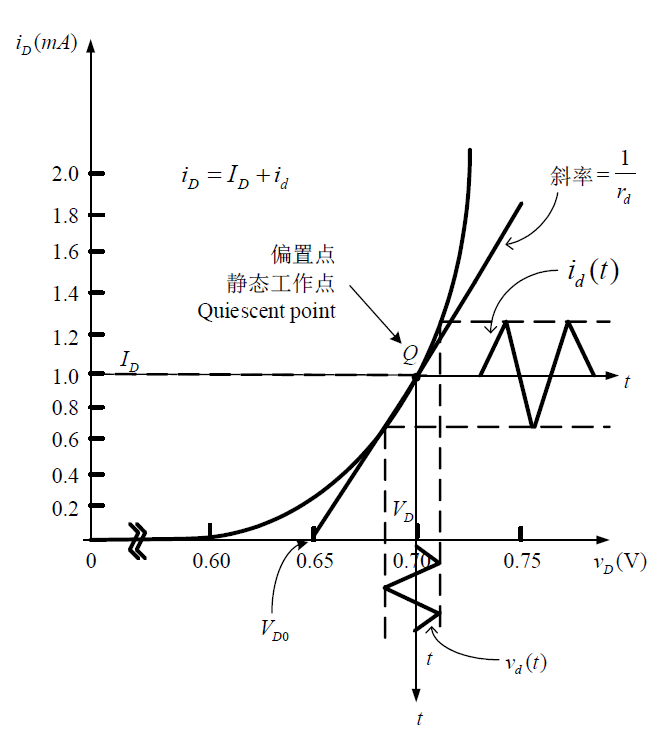 i_D(mA)
2.0
1.8
1.6
1.4
1.2
1.0
0.8
0.6
0.4
0.2
i_D = I_D + i_d
斜率 = 1/r_d
偏置点
静态工作点
Quiescent point
i_d(t)
Q
I_D
t
V_D
0
0.60
0.65
0.70
0.75
v_D(V)
V_{D0}
t
v_d(t)
t